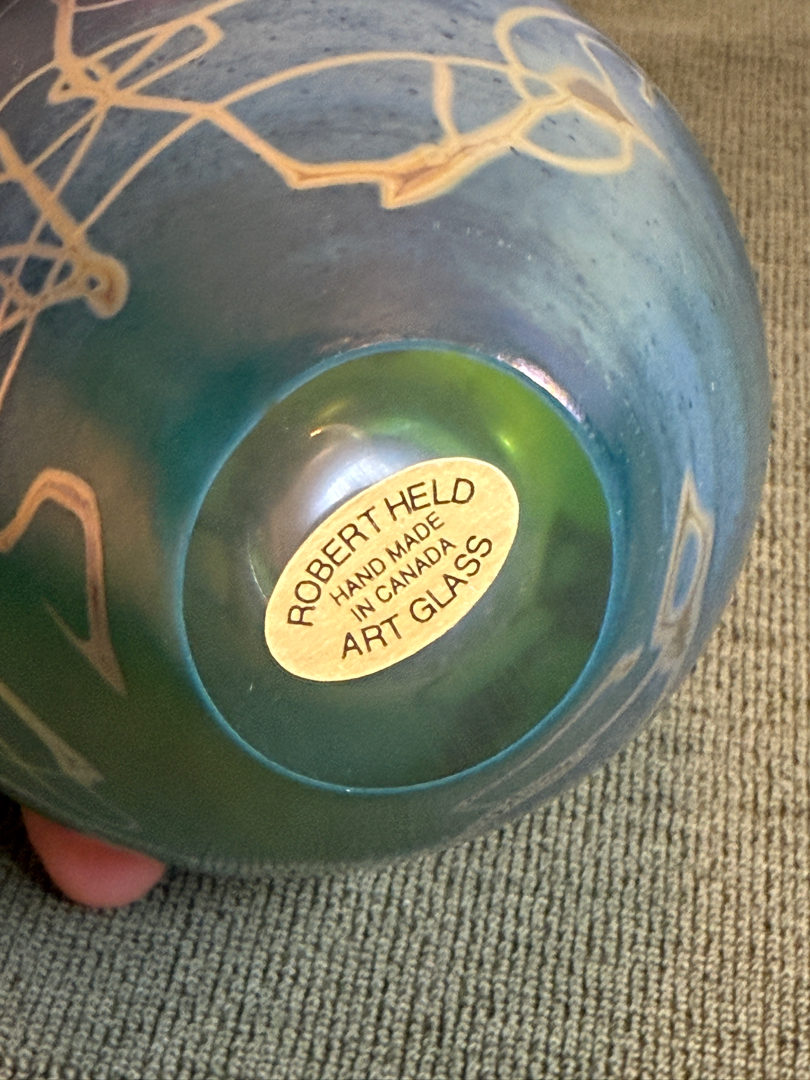 ROBERT HELD
HAND MADE
IN CANADA
ART GLASS